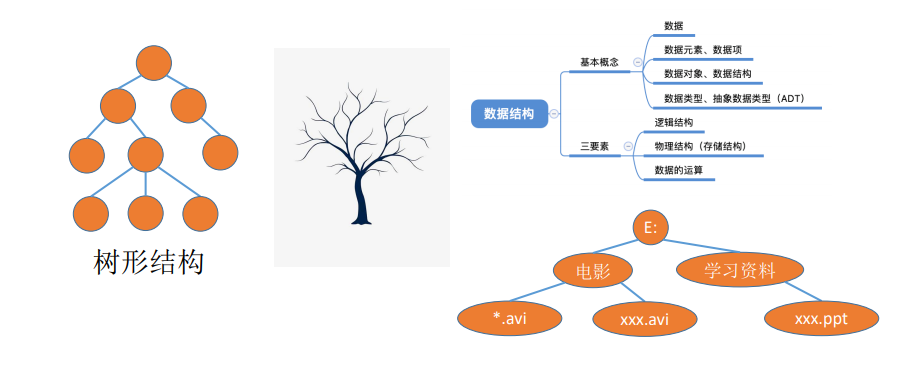 树形结构
数据结构
基本概念
数据
数据元素、数据项
数据对象、数据结构
数据类型、抽象数据类型（ADT）
三要素
逻辑结构
物理结构（存储结构）
数据的运算
E:
电影
学习资料
*.avi
xxx.avi
xxx.ppt